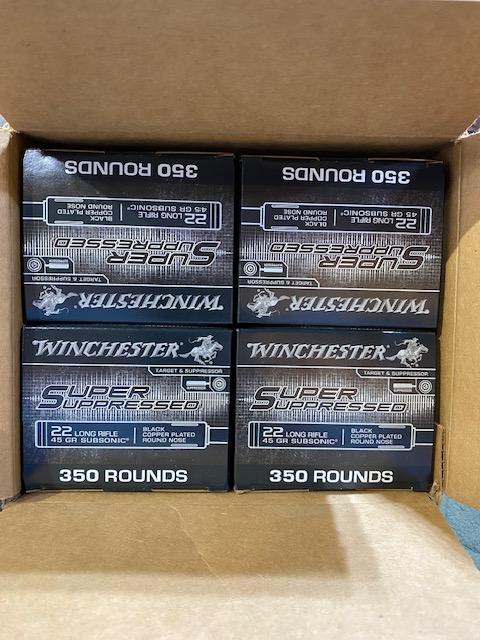 350 ROUNDS
22 LONG RIFLE
45 GR SUBSONIC®
BLACK
COPPER PLATED
ROUND NOSE
SUPER
SUPPRESSED
TARGET & SUPPRESSOR
WINCHESTER
350 ROUNDS
22 LONG RIFLE
45 GR SUBSONIC®
BLACK
COPPER PLATED
ROUND NOSE
SUPER
SUPPRESSED
TARGET & SUPPRESSOR
WINCHESTER
WINCHESTER
TARGET & SUPPRESSOR
SUPER
SUPPRESSED
22 LONG RIFLE
45 GR SUBSONIC®
BLACK
COPPER PLATED
ROUND NOSE
350 ROUNDS
WINCHESTER
TARGET & SUPPRESSOR
SUPER
SUPPRESSED
22 LONG RIFLE
45 GR SUBSONIC®
BLACK
COPPER PLATED
ROUND NOSE
350 ROUNDS